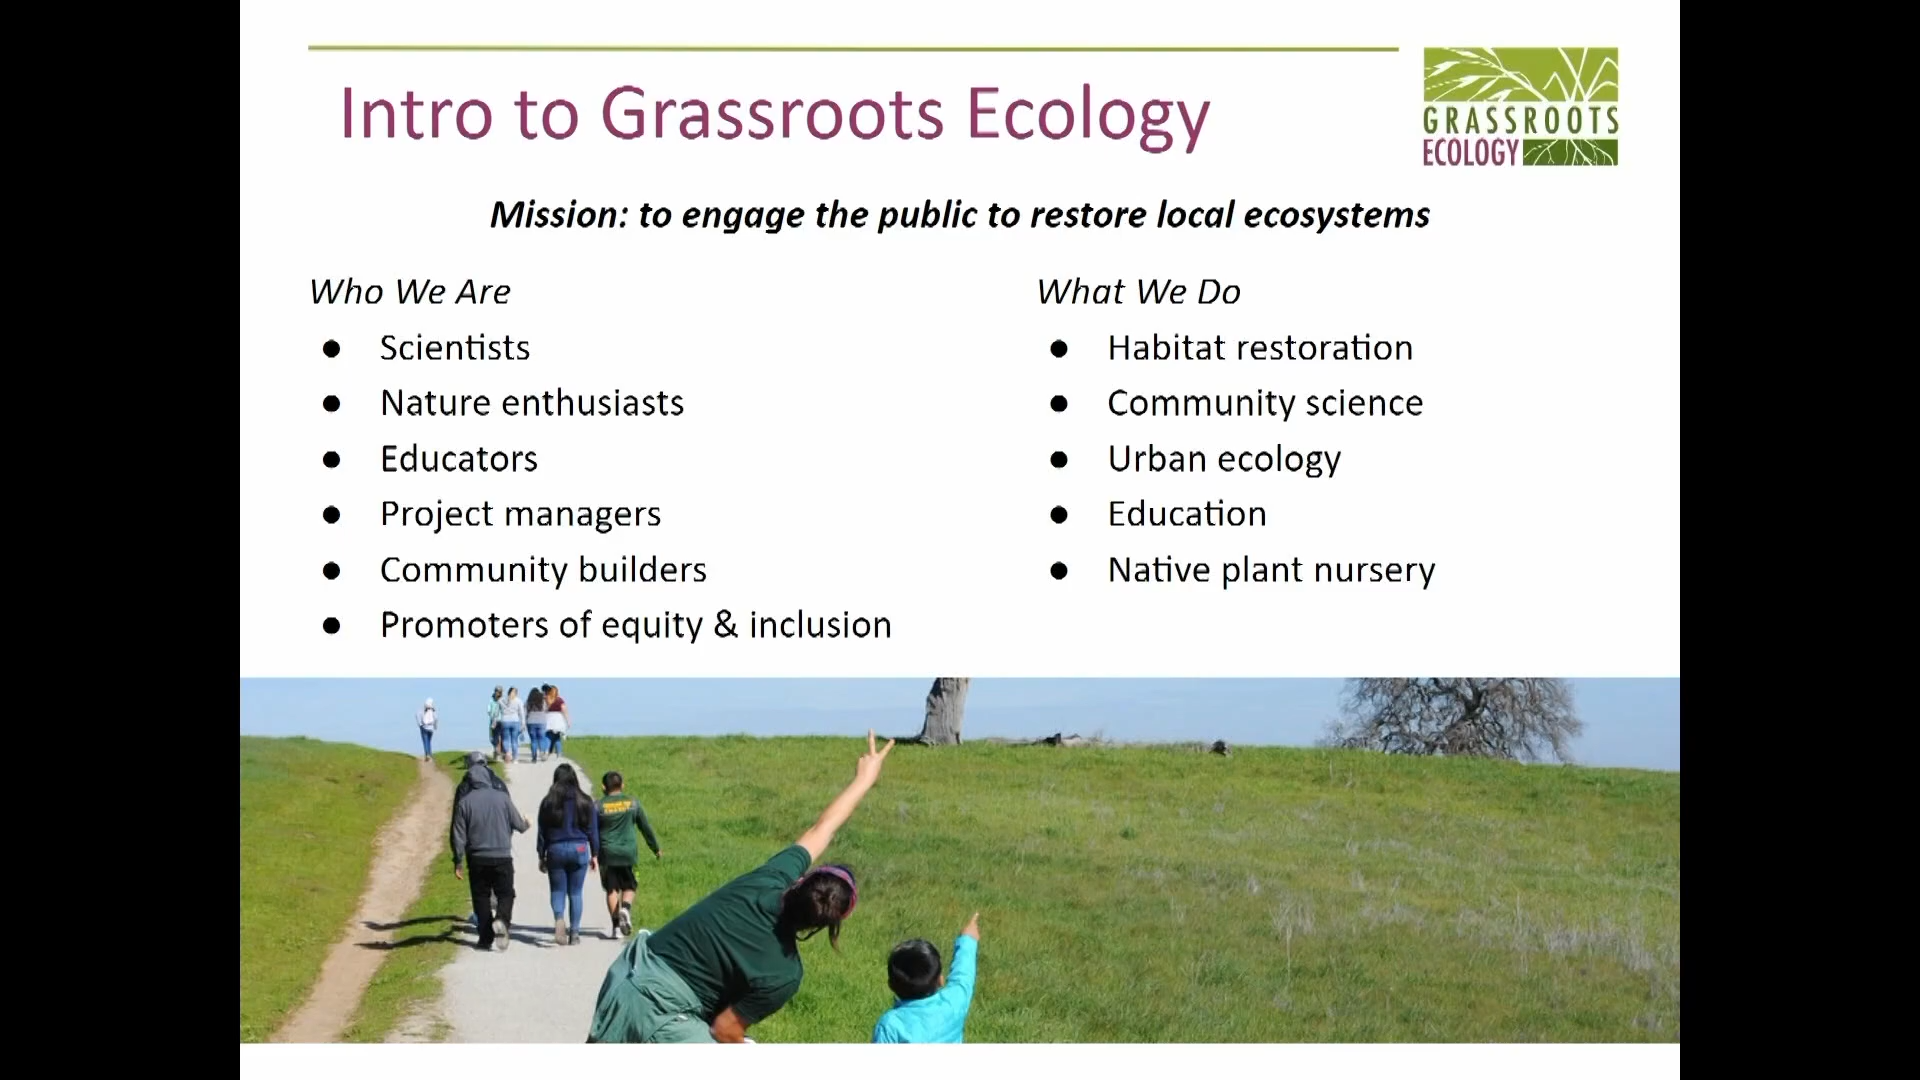 Intro to Grassroots Ecology
GRASSROOTS
ECOLOGY
Mission: to engage the public to restore local ecosystems
Who We Are
● Scientists
● Nature enthusiasts
● Educators
● Project managers
● Community builders
● Promoters of equity & inclusion
What We Do
● Habitat restoration
● Community science
● Urban ecology
● Education
● Native plant nursery